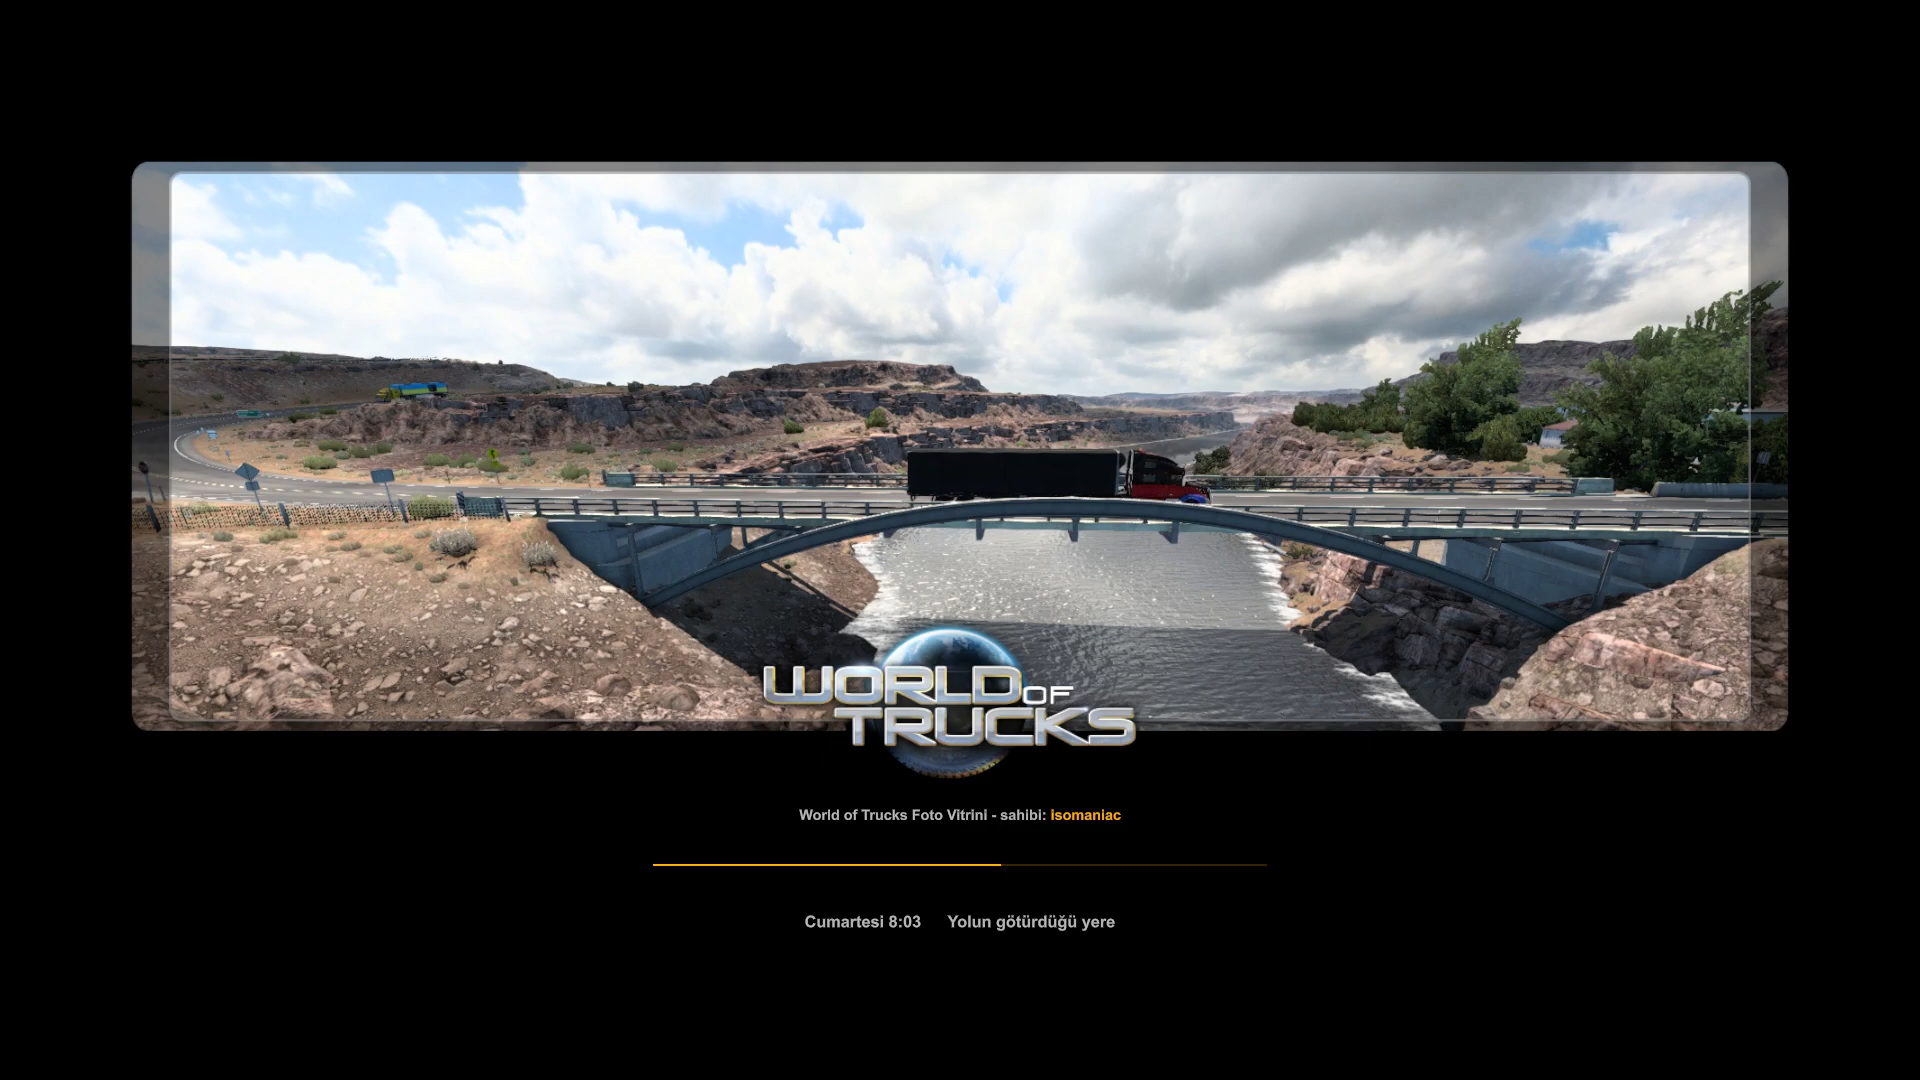 WORLD OF
TRUCKS
World of Trucks Foto Vitrini - sahibi: Isomaniac
Cumartesi 8:03 Yolun götürdüğü yere